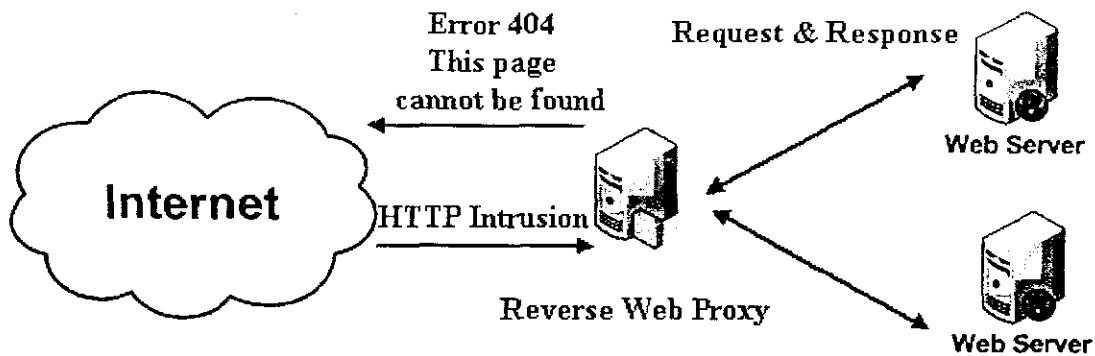 Error 404
This page
cannot be found
Request & Response
Web Server
Internet
HTTP Intrusion
Reverse Web Proxy
Web Server